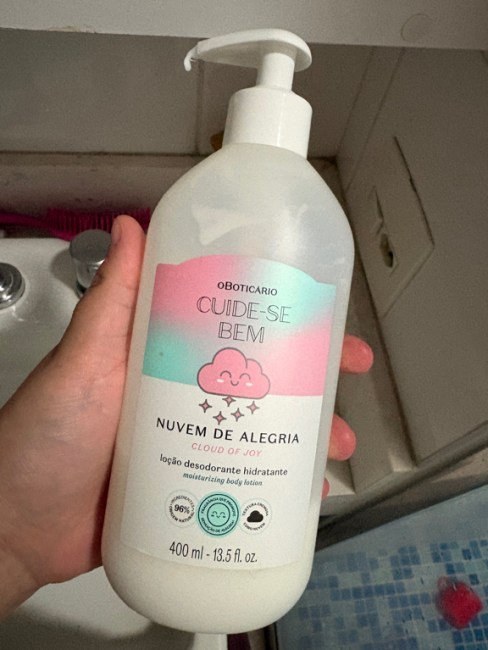 oBOTICÁRIO
CUIDE-SE
BEM
NUVEM DE ALEGRIA
CLOUD OF JOY
loção desodorante hidratante
moisturizing body lotion
96%
400 ml - 13.5 fl. oz.